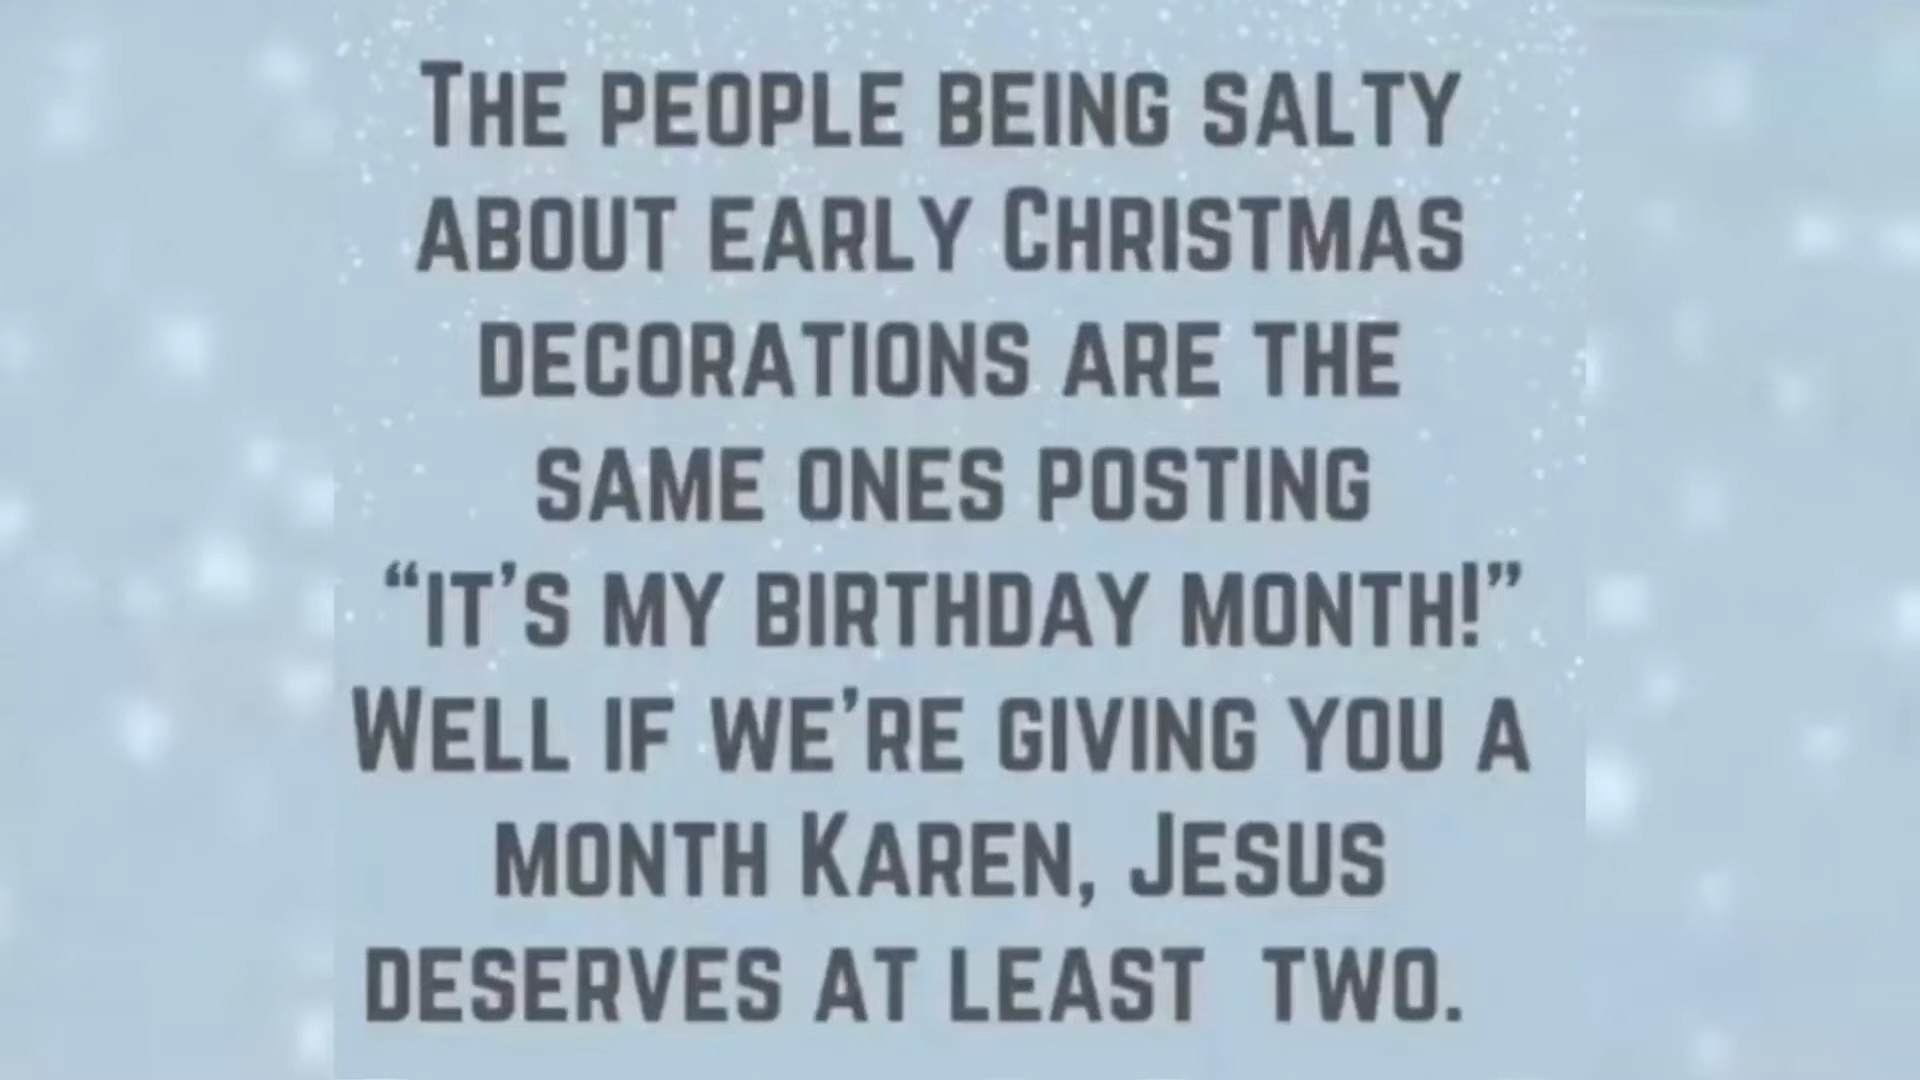 The people being salty
about early Christmas
decorations are the
same ones posting
“it’s my birthday month!”
Well if we’re giving you a
month Karen, Jesus
deserves at least two.